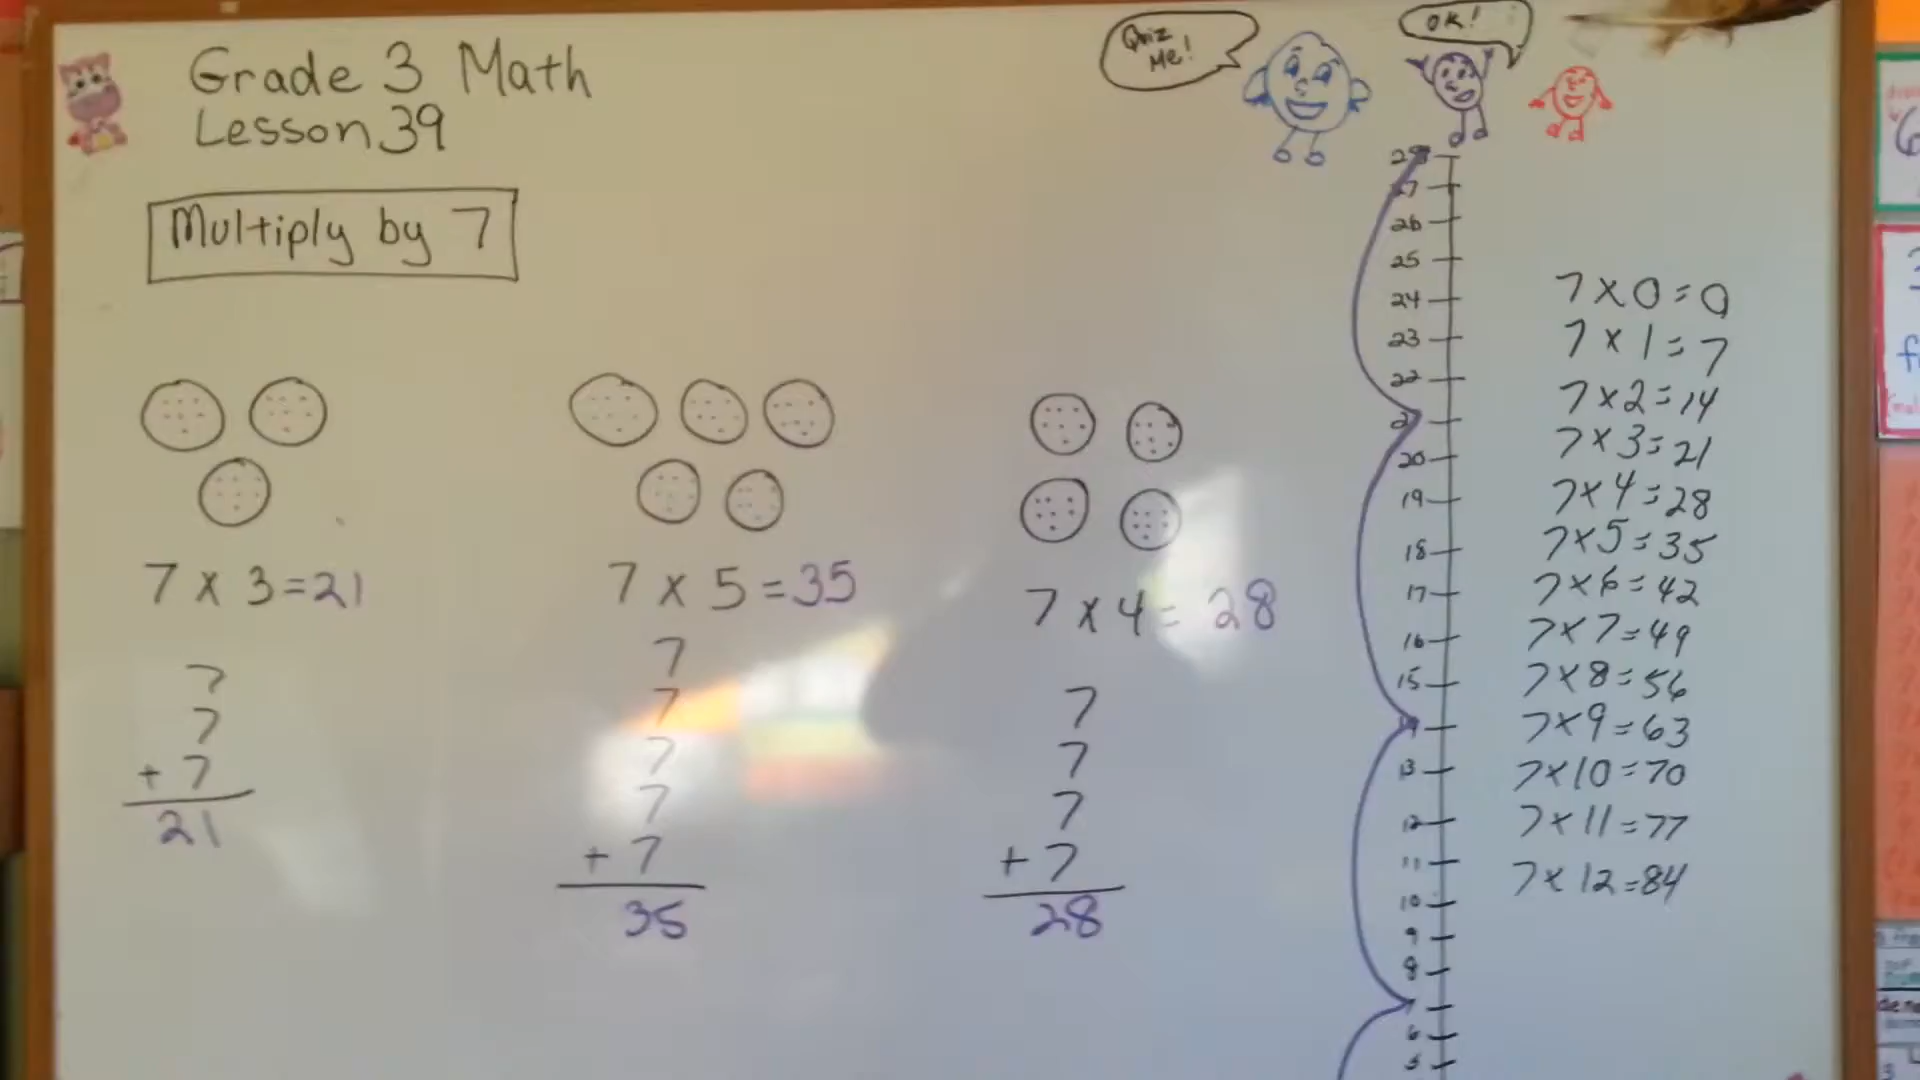 Grade 3 Math
Lesson 39
Quiz
Me!
OK!
Multiply by 7
7 x 3 = 21
7
7
+ 7
21
7 x 5 = 35
7
7
7
7
+ 7
35
7 x 4 = 28
7
7
7
+ 7
28
28
27
26
25
24
23
22
21
20
19
18
17
16
15
14
13
12
11
10
9
8
7
6
5
7 x 0 = 0
7 x 1 = 7
7 x 2 = 14
7 x 3 = 21
7 x 4 = 28
7 x 5 = 35
7 x 6 = 42
7 x 7 = 49
7 x 8 = 56
7 x 9 = 63
7 x 10 = 70
7 x 11 = 77
7 x 12 = 84
6